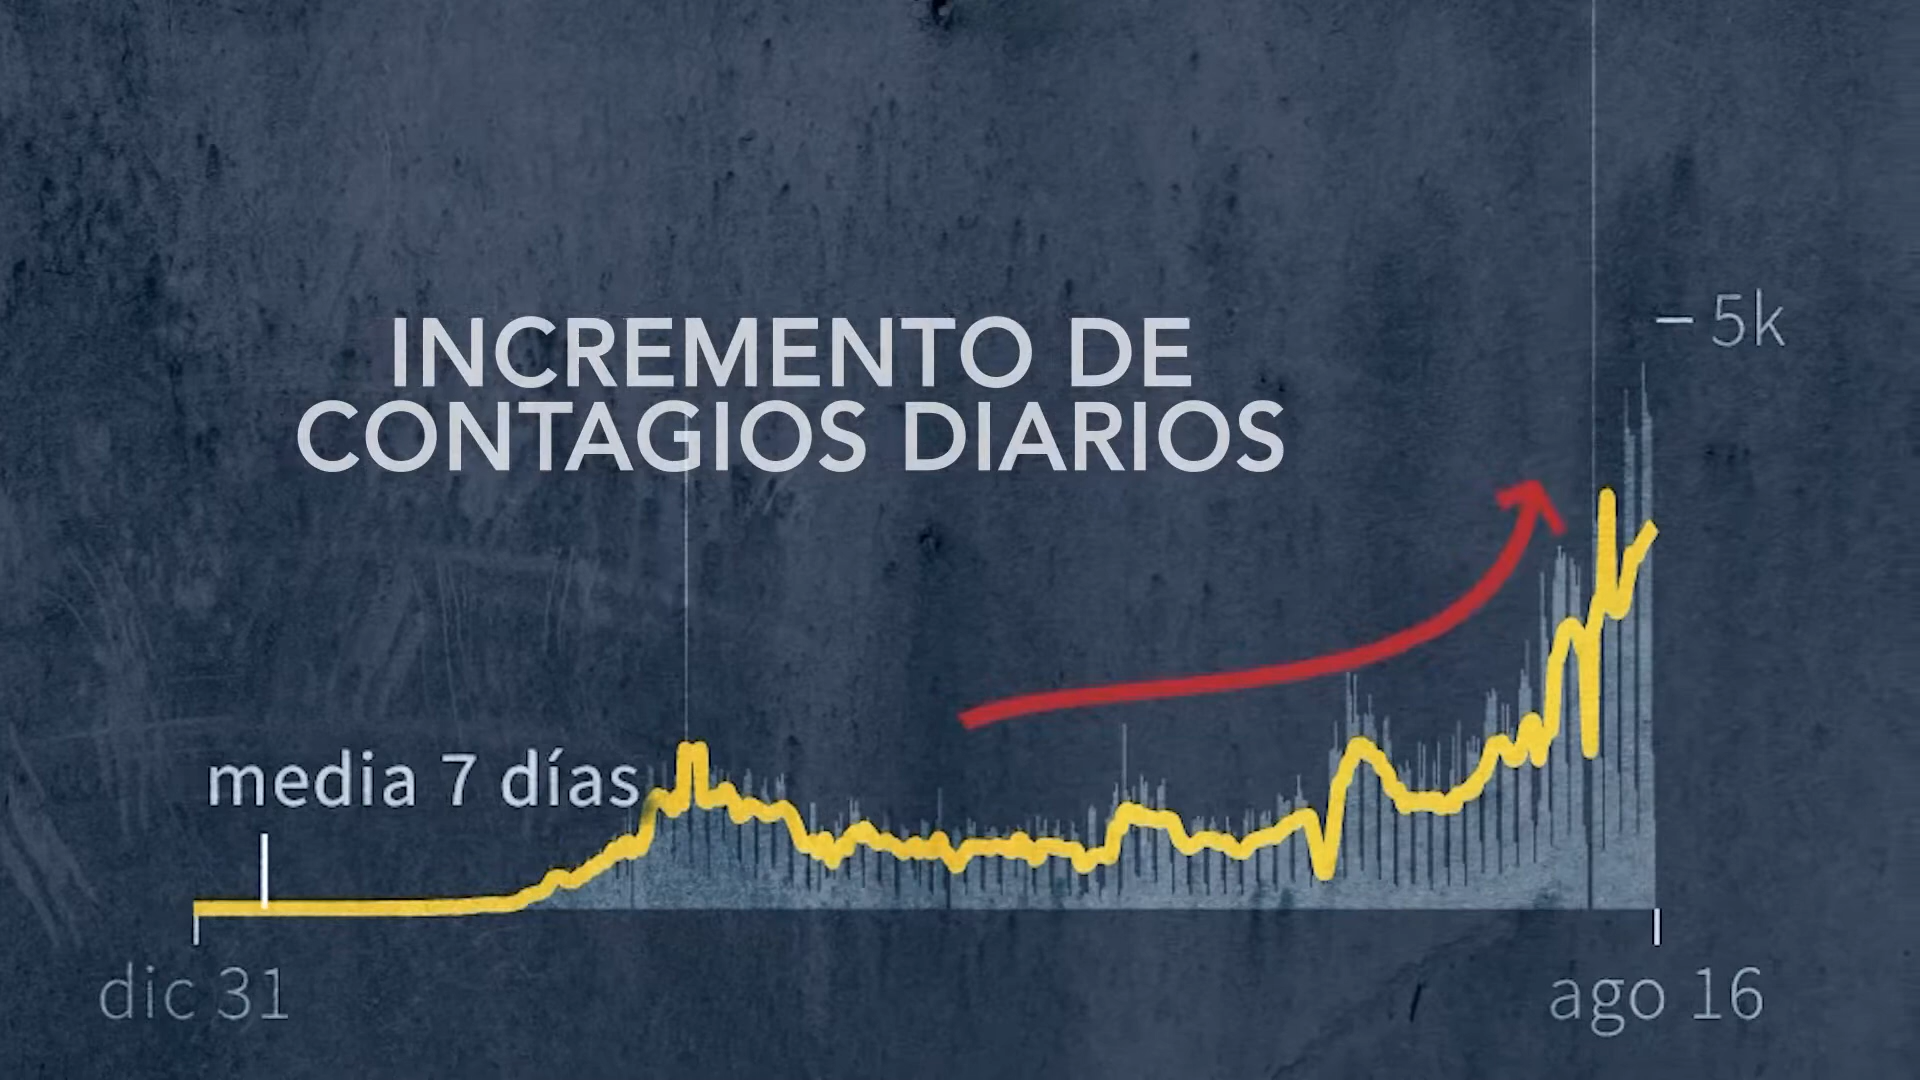 INCREMENTO DE
CONTAGIOS DIARIOS
5k
media 7 días
dic 31
ago 16